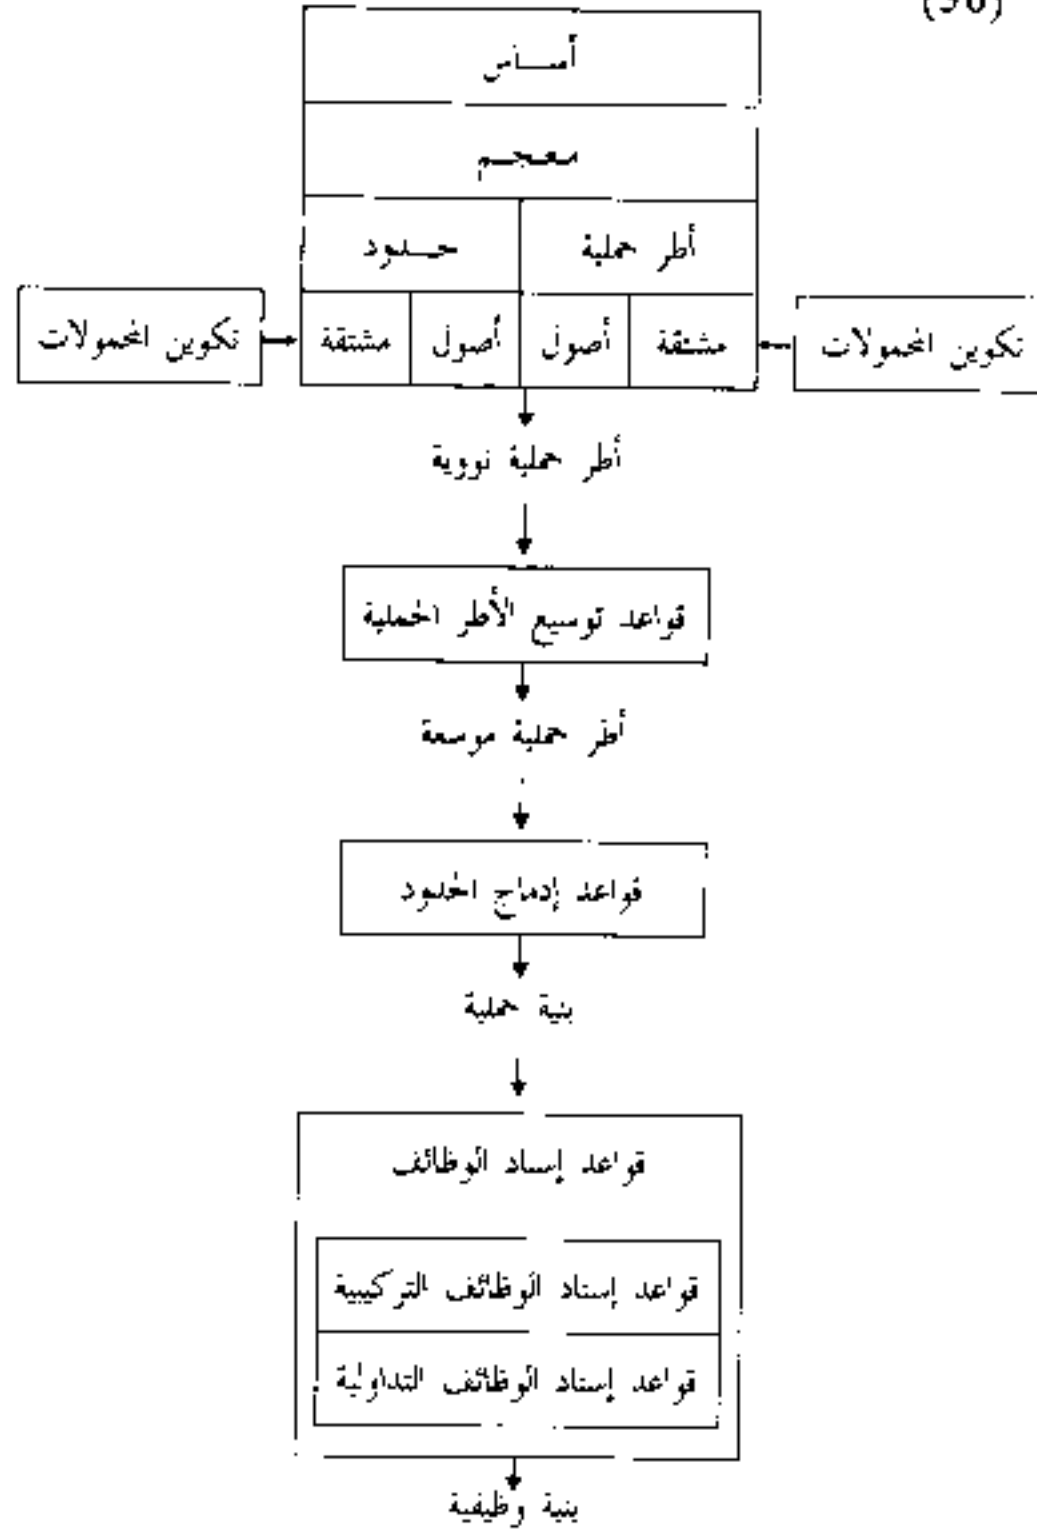 أساس
معجم
أطر حملية
حدود
تكوين المحمولات
مشتقة
أصول
أصول
مشتقة
تكوين المحمولات
أطر حملية نووية
قواعد توسيع الأطر الحملية
أطر حملية موسعة
قواعد إدماج الحدود
بنية حملية
قواعد إسناد الوظائف
قواعد إسناد الوظائف التركيبية
قواعد إسناد الوظائف التداولية
بنية وظيفية